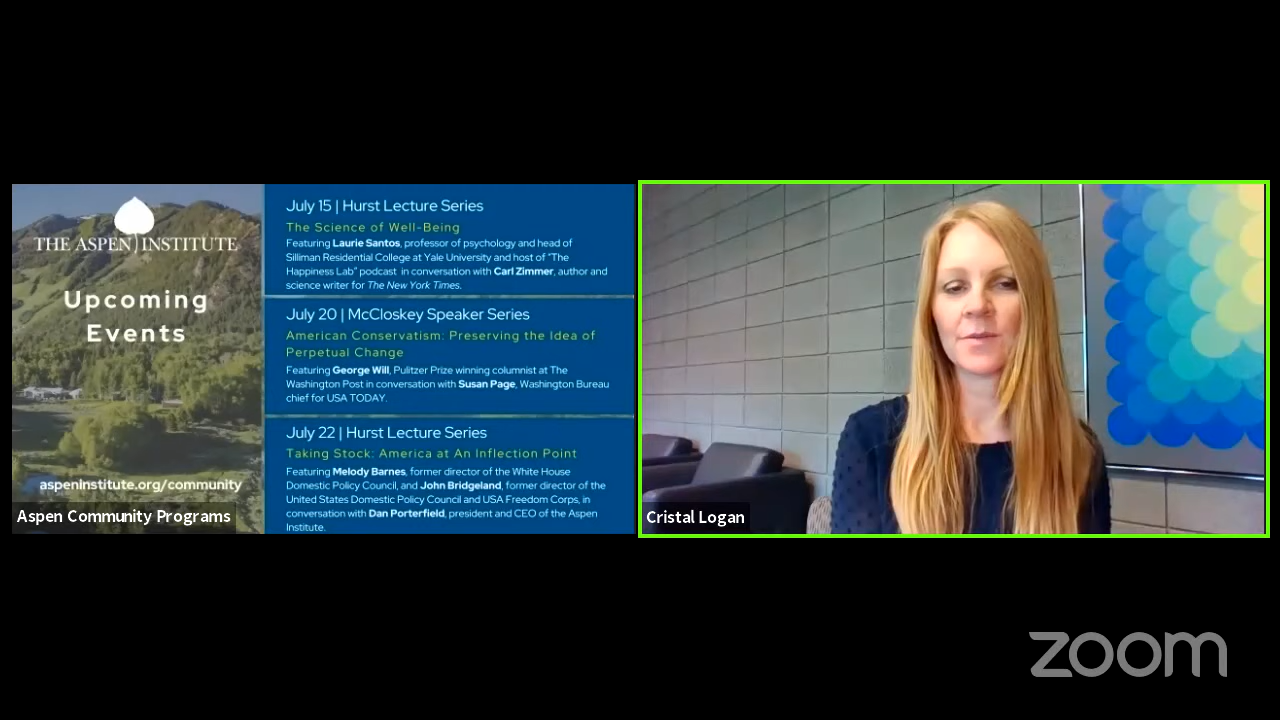 THE ASPEN INSTITUTE
Upcoming
Events
aspeninstitute.org/community
Aspen Community Programs
July 15 | Hurst Lecture Series
The Science of Well-Being
Featuring Laurie Santos, professor of psychology and head of
Silliman Residential College at Yale University and host of "The
Happiness Lab" podcast in conversation with Carl Zimmer, author and
science writer for The New York Times.
July 20 | McCloskey Speaker Series
American Conservatism: Preserving the Idea of
Perpetual Change
Featuring George Will, Pulitzer Prize winning columnist at The
Washington Post in conversation with Susan Page, Washington Bureau
chief for USA TODAY.
July 22 | Hurst Lecture Series
Taking Stock: America at An Inflection Point
Featuring Melody Barnes, former director of the White House
Domestic Policy Council, and John Bridgeland, former director of the
United States Domestic Policy Council and USA Freedom Corps, in
conversation with Dan Porterfield, president and CEO of the Aspen
Institute.
Cristal Logan
zoom